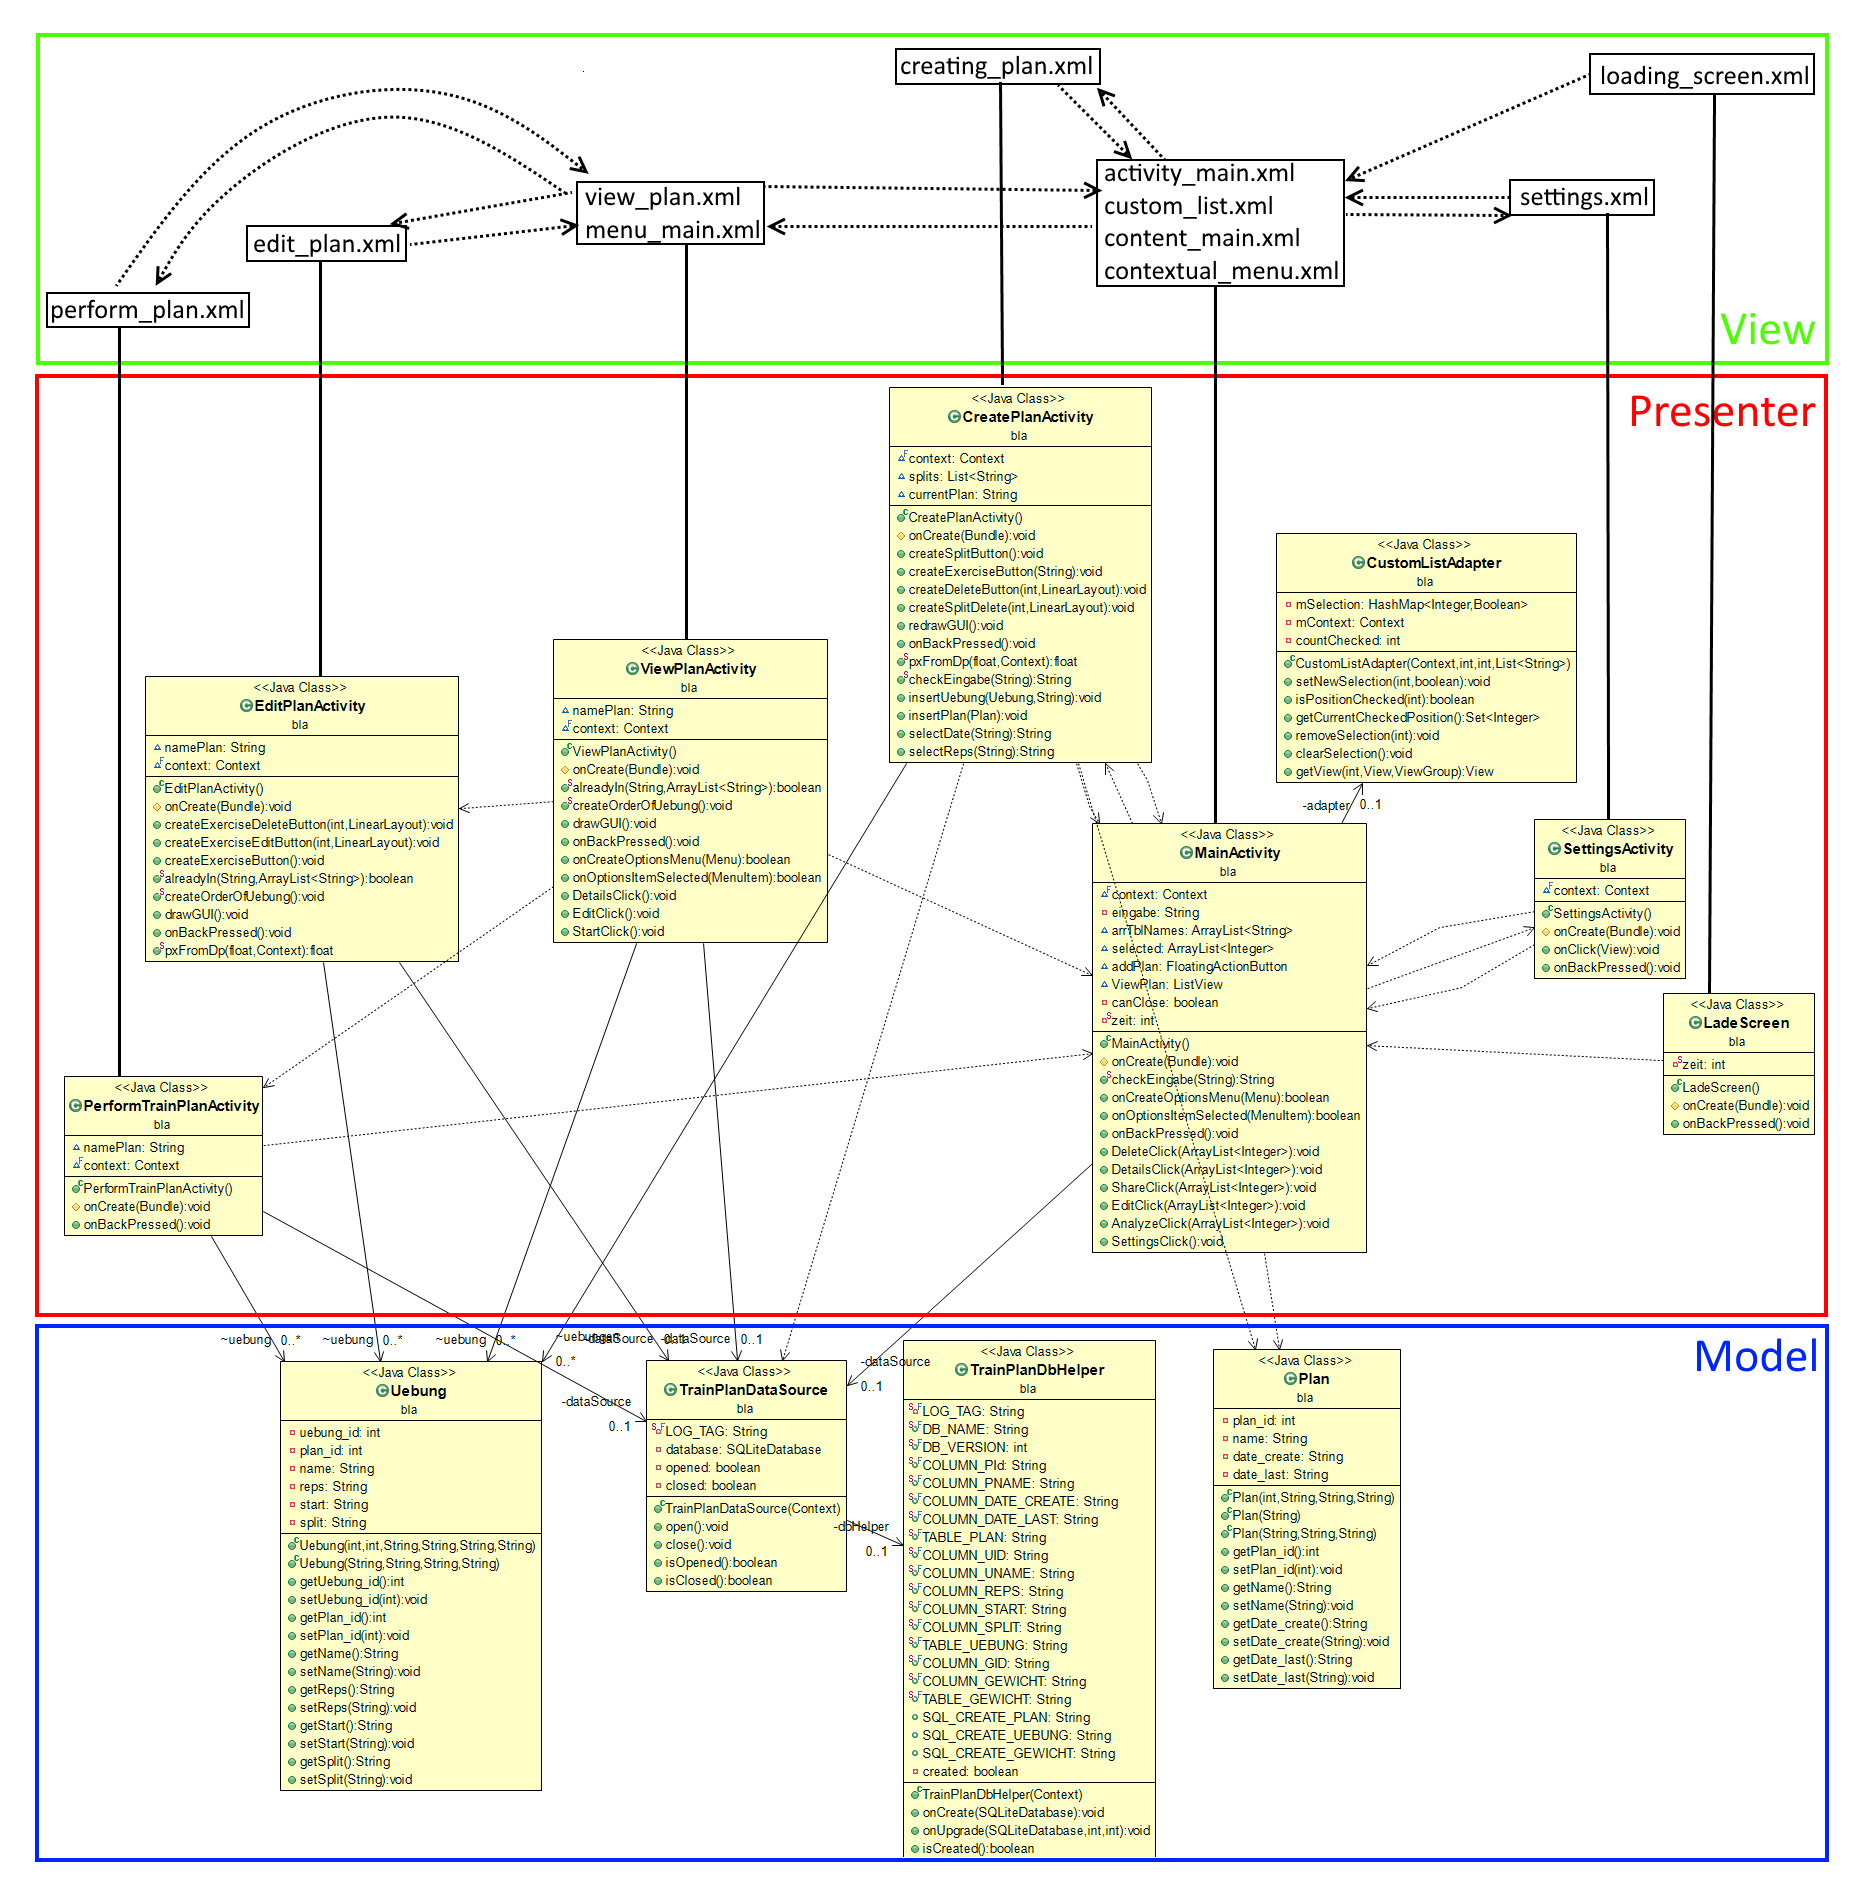 creating_plan.xml
loading_screen.xml
activity_main.xml
custom_list.xml
content_main.xml
contextual_menu.xml
settings.xml
view_plan.xml
menu_main.xml
edit_plan.xml
perform_plan.xml
View
Presenter
<<Java Class>>
CreatePlanActivity
bla
context: Context
splits: List<String>
currentPlan: String
CreatePlanActivity()
onCreate(Bundle):void
createSplitButton():void
createExerciseButton(String):void
createDeleteButton(int,LinearLayout):void
createSplitDelete(int,LinearLayout):void
redrawGUI():void
onBackPressed():void
pxFromDp(float,Context):float
checkEingabe(String):String
insertUebung(Uebung,String):void
insertPlan(Plan):void
selectDate(String):String
selectReps(String):String
<<Java Class>>
CustomListAdapter
bla
mSelection: HashMap<Integer,Boolean>
mContext: Context
countChecked: int
CustomListAdapter(Context,int,int,List<String>)
setNewSelection(int,boolean):void
isPositionChecked(int):boolean
getCurrentCheckedPosition():Set<Integer>
removeSelection(int):void
clearSelection():void
getView(int,View,ViewGroup):View
-adapter 0..1
<<Java Class>>
ViewPlanActivity
bla
namePlan: String
context: Context
ViewPlanActivity()
onCreate(Bundle):void
alreadyIn(String,ArrayList<String>):boolean
createOrderOfUebung():void
drawGUI():void
onBackPressed():void
onCreateOptionsMenu(Menu):boolean
onOptionsItemSelected(MenuItem):boolean
DetailsClick():void
EditClick():void
StartClick():void
<<Java Class>>
EditPlanActivity
bla
namePlan: String
context: Context
EditPlanActivity()
onCreate(Bundle):void
createExerciseDeleteButton(int,LinearLayout):void
createExerciseEditButton(int,LinearLayout):void
createExerciseButton():void
alreadyIn(String,ArrayList<String>):boolean
createOrderOfUebung():void
drawGUI():void
onBackPressed():void
pxFromDp(float,Context):float
<<Java Class>>
MainActivity
bla
context: Context
eingabe: String
arrTblNames: ArrayList<String>
selected: ArrayList<Integer>
addPlan: FloatingActionButton
ViewPlan: ListView
canClose: boolean
zeit: int
MainActivity()
onCreate(Bundle):void
checkEingabe(String):String
onCreateOptionsMenu(Menu):boolean
onOptionsItemSelected(MenuItem):boolean
onBackPressed():void
DeleteClick(ArrayList<Integer>):void
DetailsClick(ArrayList<Integer>):void
ShareClick(ArrayList<Integer>):void
EditClick(ArrayList<Integer>):void
AnalyzeClick(ArrayList<Integer>):void
SettingsClick():void
<<Java Class>>
SettingsActivity
bla
context: Context
SettingsActivity()
onCreate(Bundle):void
onClick(View):void
onBackPressed():void
<<Java Class>>
LadeScreen
bla
zeit: int
LadeScreen()
onCreate(Bundle):void
onBackPressed():void
<<Java Class>>
PerformTrainPlanActivity
bla
namePlan: String
context: Context
PerformTrainPlanActivity()
onCreate(Bundle):void
onBackPressed():void
Model
~uebung 0..*
~uebung 0..*
~uebung 0..*
~uebungen
0..*
-dataSource 0..1
-dataSource 0..1
-dataSource
0..1
-dataSource
0..1
<<Java Class>>
Uebung
bla
uebung_id: int
plan_id: int
name: String
reps: String
start: String
split: String
Uebung(int,int,String,String,String,String)
Uebung(String,String,String,String)
getUebung_id():int
setUebung_id(int):void
getPlan_id():int
setPlan_id(int):void
getName():String
setName(String):void
getReps():String
setReps(String):void
getStart():String
setStart(String):void
getSplit():String
setSplit(String):void
<<Java Class>>
TrainPlanDataSource
bla
LOG_TAG: String
database: SQLiteDatabase
opened: boolean
closed: boolean
TrainPlanDataSource(Context)
open():void
close():void
isOpened():boolean
isClosed():boolean
-dbHelper
0..1
<<Java Class>>
TrainPlanDbHelper
bla
LOG_TAG: String
DB_NAME: String
DB_VERSION: int
COLUMN_PId: String
COLUMN_PNAME: String
COLUMN_DATE_CREATE: String
COLUMN_DATE_LAST: String
TABLE_PLAN: String
COLUMN_UID: String
COLUMN_UNAME: String
COLUMN_REPS: String
COLUMN_START: String
COLUMN_SPLIT: String
TABLE_UEBUNG: String
COLUMN_GID: String
COLUMN_GEWICHT: String
TABLE_GEWICHT: String
SQL_CREATE_PLAN: String
SQL_CREATE_UEBUNG: String
SQL_CREATE_GEWICHT: String
created: boolean
TrainPlanDbHelper(Context)
onCreate(SQLiteDatabase):void
onUpgrade(SQLiteDatabase,int,int):void
isCreated():boolean
<<Java Class>>
Plan
bla
plan_id: int
name: String
date_create: String
date_last: String
Plan(int,String,String,String)
Plan(String)
Plan(String,String,String)
getPlan_id():int
setPlan_id(int):void
getName():String
setName(String):void
getDate_create():String
setDate_create(String):void
getDate_last():String
setDate_last(String):void